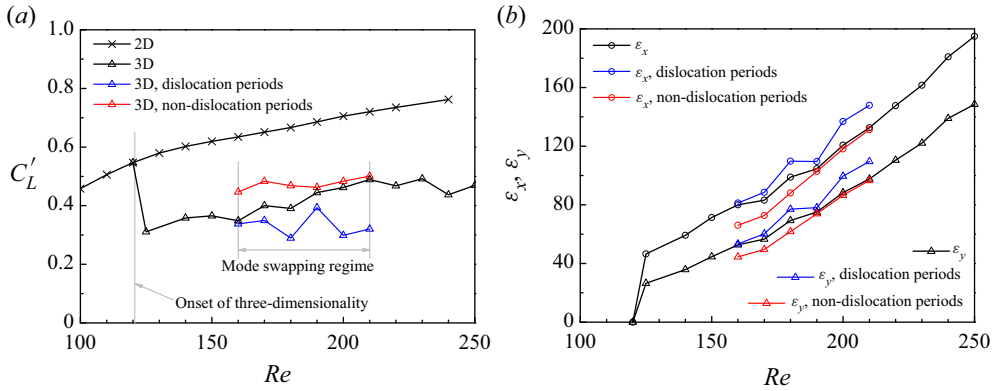 (a)
1.0
0.8
0.6
0.4
0.2
0
C′L
2D
3D
3D, dislocation periods
3D, non-dislocation periods
Mode swapping regime
Onset of three-dimensionality
100 150 200 250
Re
(b)
200
160
120
80
40
0
εx, εy
εx
εx, dislocation periods
εx, non-dislocation periods
εy
εy, dislocation periods
εy, non-dislocation periods
100 150 200 250
Re